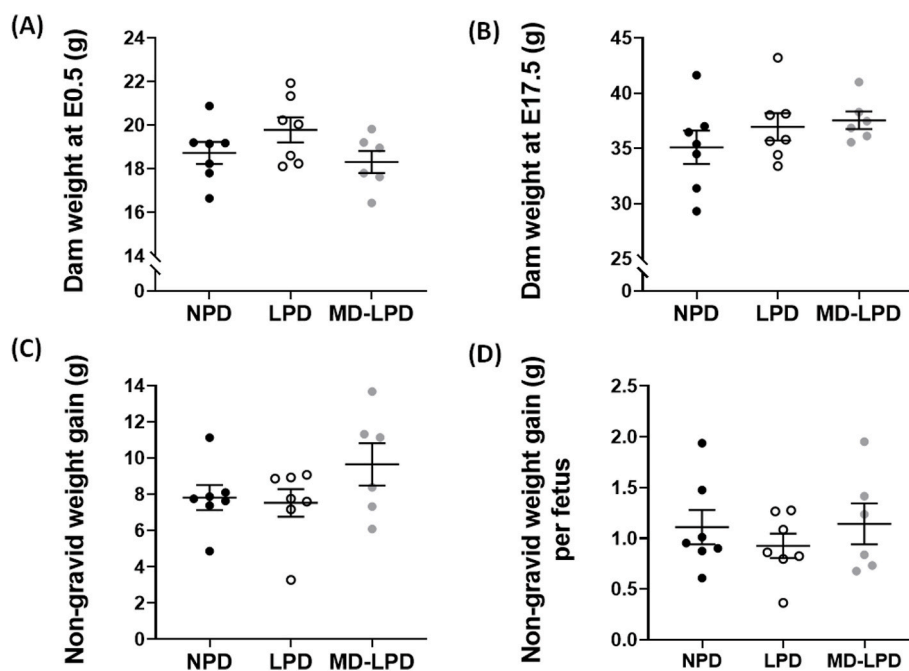 (A)
Dam weight at E0.5 (g)
24
22
20
18
16
14
0
NPD LPD MD-LPD
(B)
Dam weight at E17.5 (g)
45
40
35
30
25
0
NPD LPD MD-LPD
(C)
Non-gravid weight gain (g)
14
12
10
8
6
4
2
0
NPD LPD MD-LPD
(D)
Non-gravid weight gain (g)
per fetus
2.5
2.0
1.5
1.0
0.5
0.0
NPD LPD MD-LPD